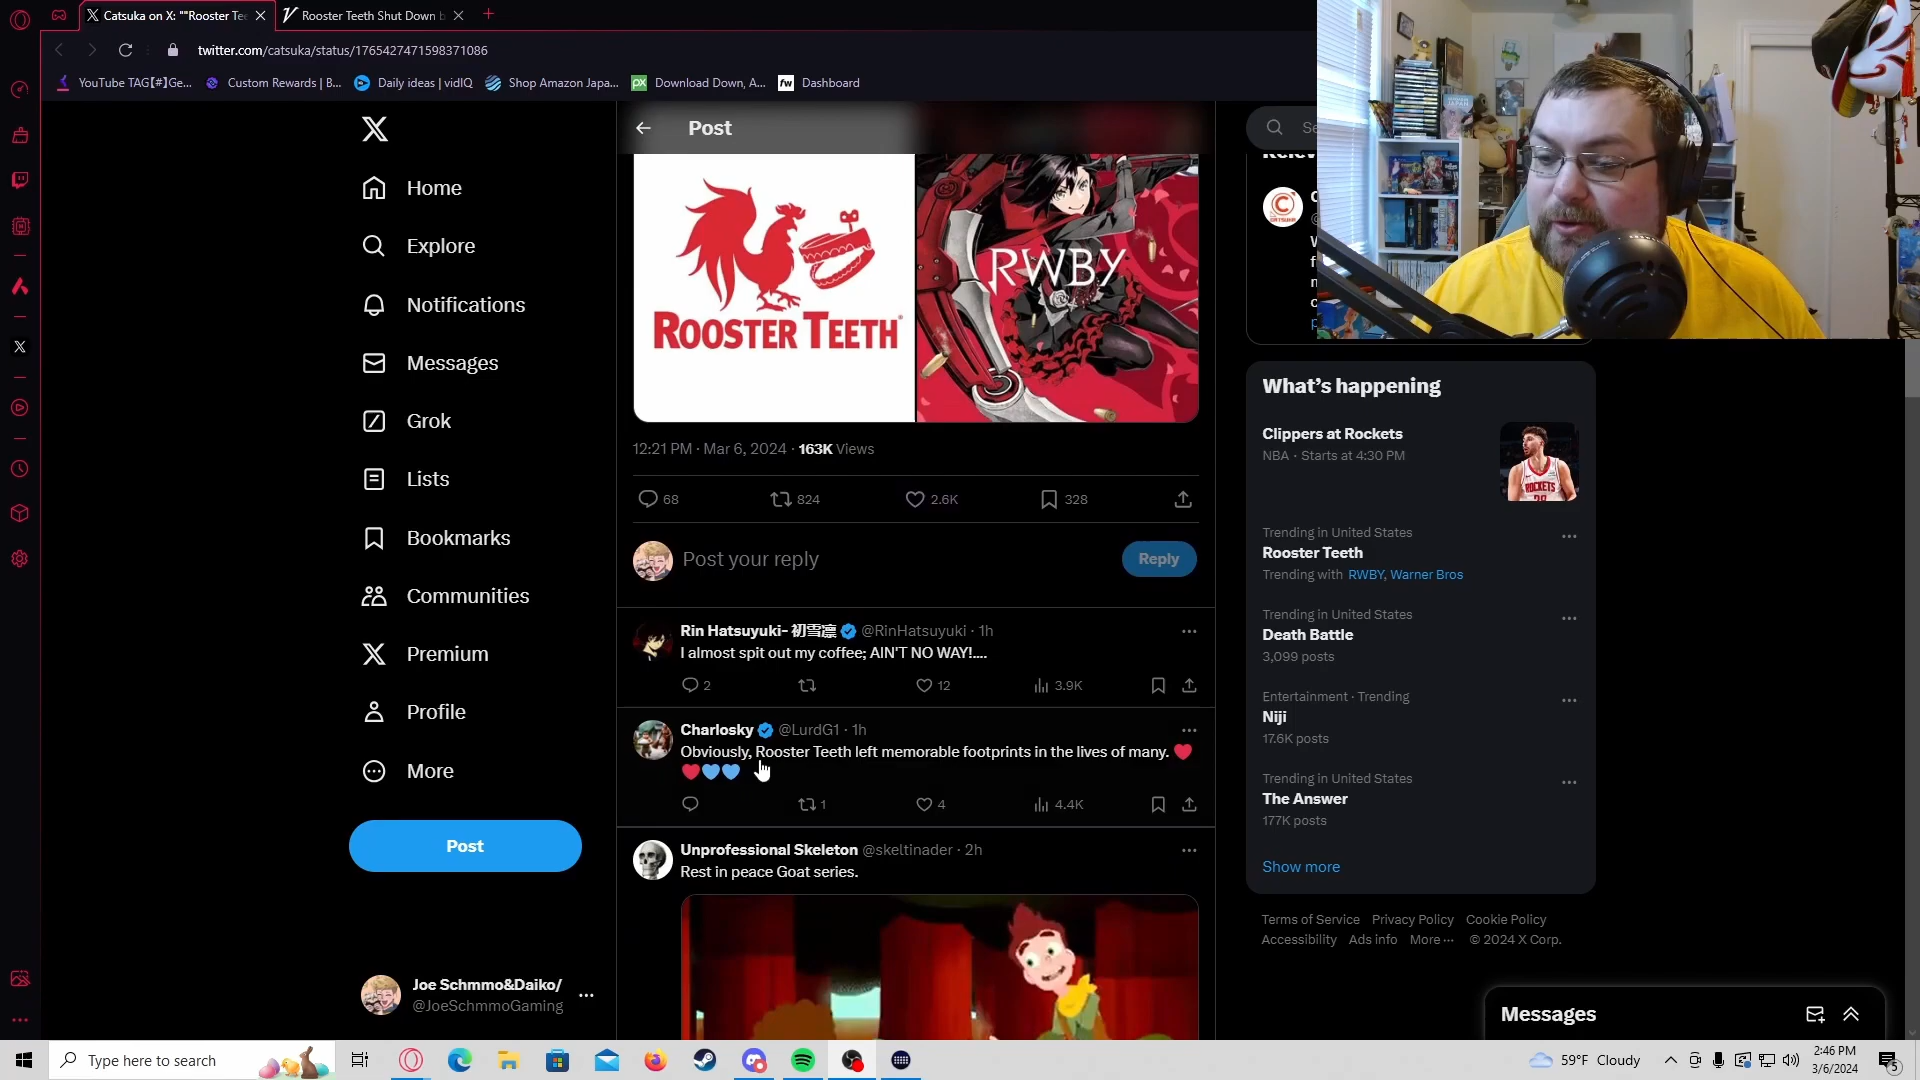 Catsuka on X: ""Rooster Tee
Rooster Teeth Shut Down b
twitter.com/catsuka/status/1765427471598371086
YouTube TAG【#】Ge...
Custom Rewards | B...
Daily ideas | vidIQ
Shop Amazon Japa...
Download Down, A...
Dashboard
Post
ROOSTER TEETH
RWBY
12:21 PM · Mar 6, 2024 · 163K Views
68
824
2.6K
328
Post your reply
Reply
Rin Hatsuyuki- 初雪凛 @RinHatsuyuki · 1h
I almost spit out my coffee; AIN'T NO WAY!....
2
12
3.9K
Charlosky @LurdG1 · 1h
Obviously, Rooster Teeth left memorable footprints in the lives of many. ❤️
❤️💙💙
1
4
4.4K
Unprofessional Skeleton @skeltinader · 2h
Rest in peace Goat series.
Home
Explore
Notifications
Messages
Grok
Lists
Bookmarks
Communities
Premium
Profile
More
Post
Joe Schmmo&Daiko/
@JoeSchmmoGaming
What's happening
Clippers at Rockets
NBA · Starts at 4:30 PM
ROCKETS
Trending in United States
Rooster Teeth
Trending with RWBY, Warner Bros
Trending in United States
Death Battle
3,099 posts
Entertainment · Trending
Niji
17.6K posts
Trending in United States
The Answer
177K posts
Show more
Terms of Service Privacy Policy Cookie Policy
Accessibility Ads info More ··· © 2024 X Corp.
Messages
Type here to search
59°F Cloudy
2:46 PM
3/6/2024
5